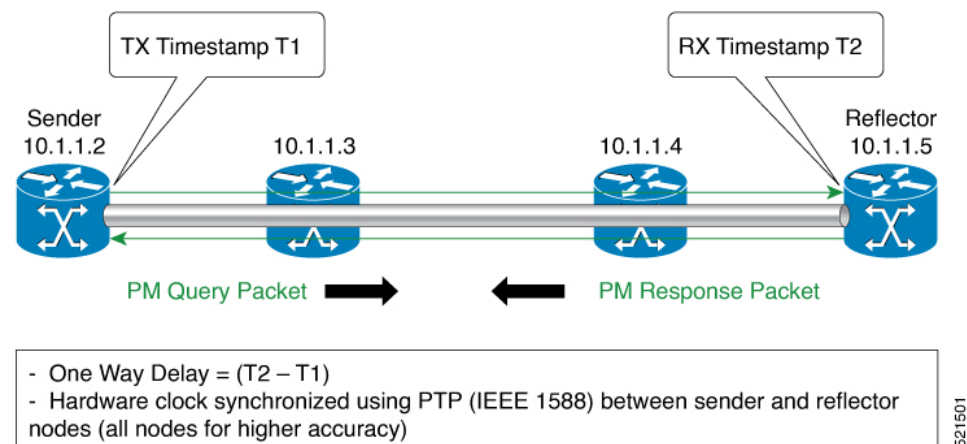 TX Timestamp T1
RX Timestamp T2
Sender
10.1.1.2
10.1.1.3
10.1.1.4
Reflector
10.1.1.5
PM Query Packet
PM Response Packet
- One Way Delay = (T2 – T1)
- Hardware clock synchronized using PTP (IEEE 1588) between sender and reflector
nodes (all nodes for higher accuracy)
521501